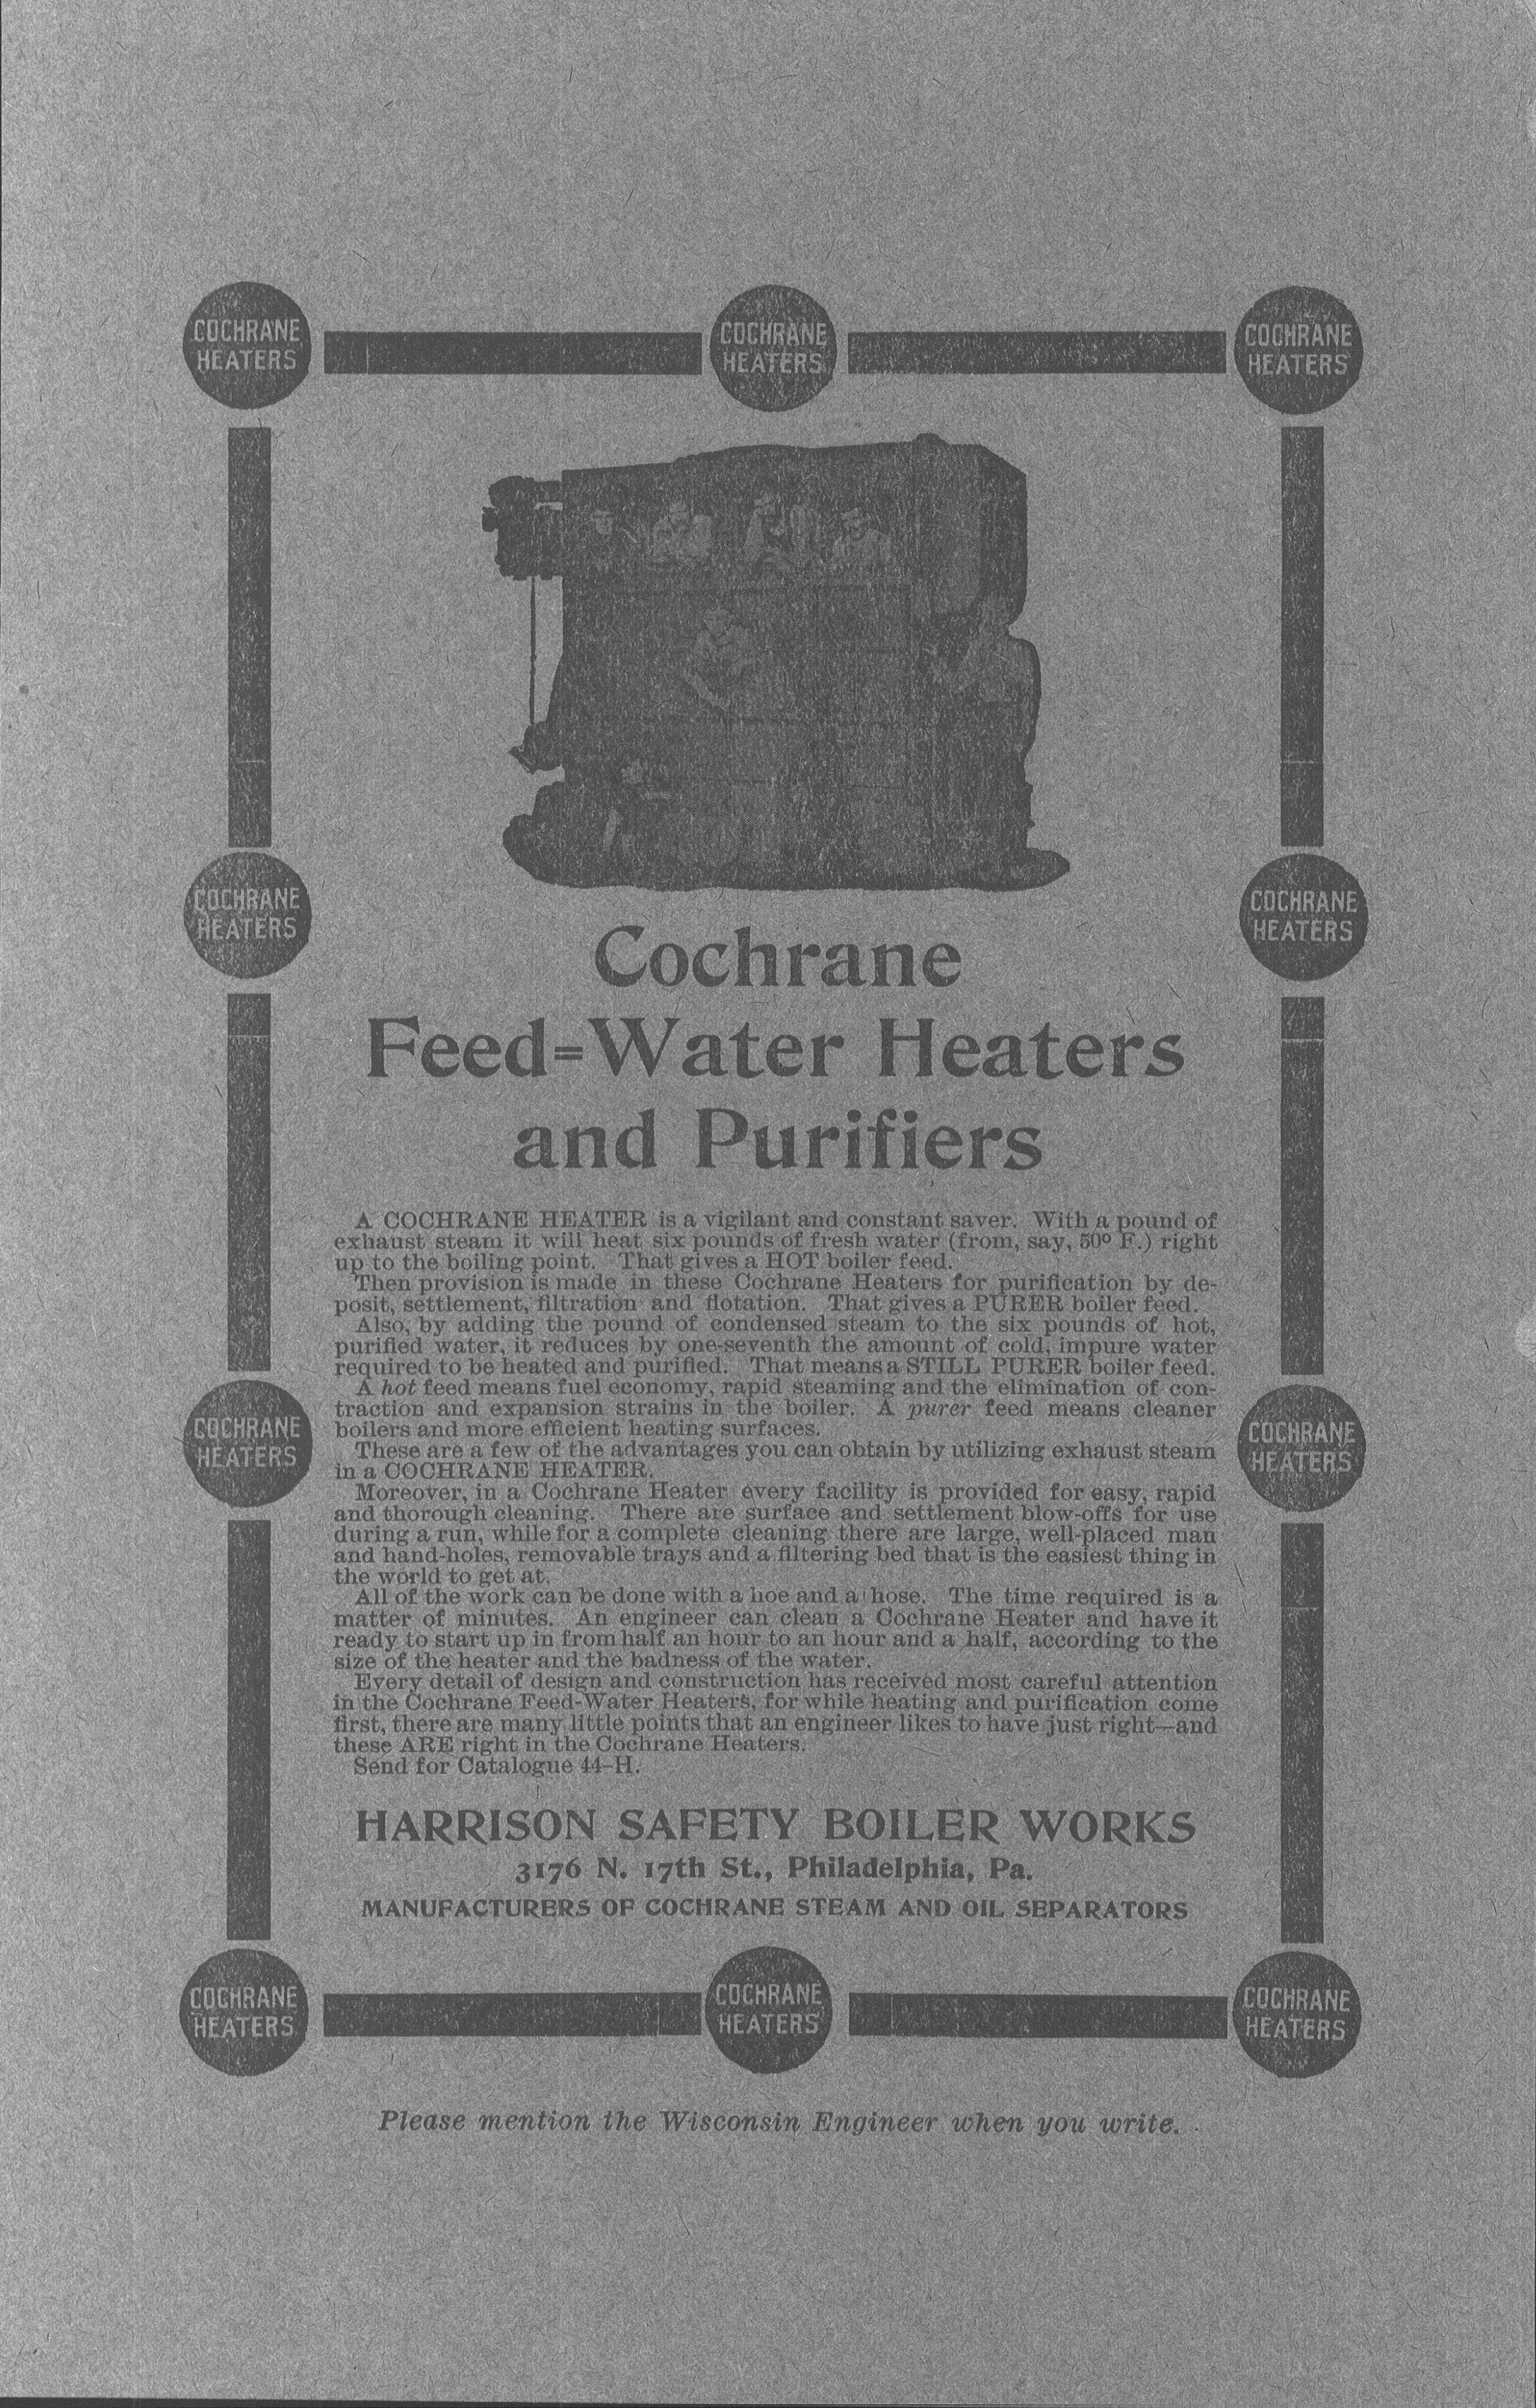 COCHRANE
HEATERS
COCHRANE
HEATERS
COCHRANE
HEATERS
COCHRANE
HEATERS
COCHRANE
HEATERS
Cochrane
Feed=Water Heaters
and Purifiers
A COCHRANE HEATER is a vigilant and constant saver. With a pound of
exhaust steam it will heat six pounds of fresh water (from, say, 50º F.) right
up to the boiling point. That gives a HOT boiler feed.
Then provision is made in these Cochrane Heaters for purification by de-
posit, settlement, filtration and flotation. That gives a PURER boiler feed.
Also, by adding the pound of condensed steam to the six pounds of hot,
purified water, it reduces by one-seventh the amount of cold, impure water
required to be heated and purified. That means a STILL PURER boiler feed.
A hot feed means fuel economy, rapid steaming and the elimination of con-
traction and expansion strains in the boiler. A purer feed means cleaner
boilers and more efficient heating surfaces.
These are a few of the advantages you can obtain by utilizing exhaust steam
in a COCHRANE HEATER.
COCHRANE
HEATERS
COCHRANE
HEATERS
Moreover, in a Cochrane Heater every facility is provided for easy, rapid
and thorough cleaning. There are surface and settlement blow-offs for use
during a run, while for a complete cleaning there are large, well-placed man
and hand-holes, removable trays and a filtering bed that is the easiest thing in
the world to get at.
All of the work can be done with a hoe and a hose. The time required is a
matter of minutes. An engineer can clean a Cochrane Heater and have it
ready to start up in from half an hour to an hour and a half, according to the
size of the heater and the badness of the water.
Every detail of design and construction has received most careful attention
in the Cochrane Feed-Water Heaters, for while heating and purification come
first, there are many little points that an engineer likes to have just right—and
these ARE right in the Cochrane Heaters.
Send for Catalogue 44-H.
HARRISON SAFETY BOILER WORKS
3176 N. 17th St., Philadelphia, Pa.
MANUFACTURERS OF COCHRANE STEAM AND OIL SEPARATORS
COCHRANE
HEATERS
COCHRANE
HEATERS
COCHRANE
HEATERS
Please mention the Wisconsin Engineer when you write.